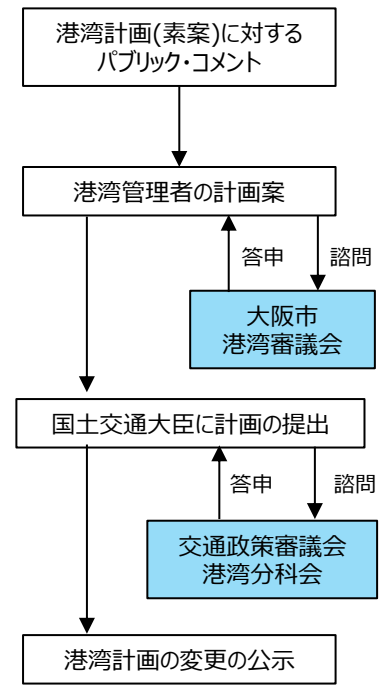 港湾計画(素案)に対する
パブリック・コメント
港湾管理者の計画案
答申
諮問
大阪市
港湾審議会
国土交通大臣に計画の提出
答申
諮問
交通政策審議会
港湾分科会
港湾計画の変更の公示